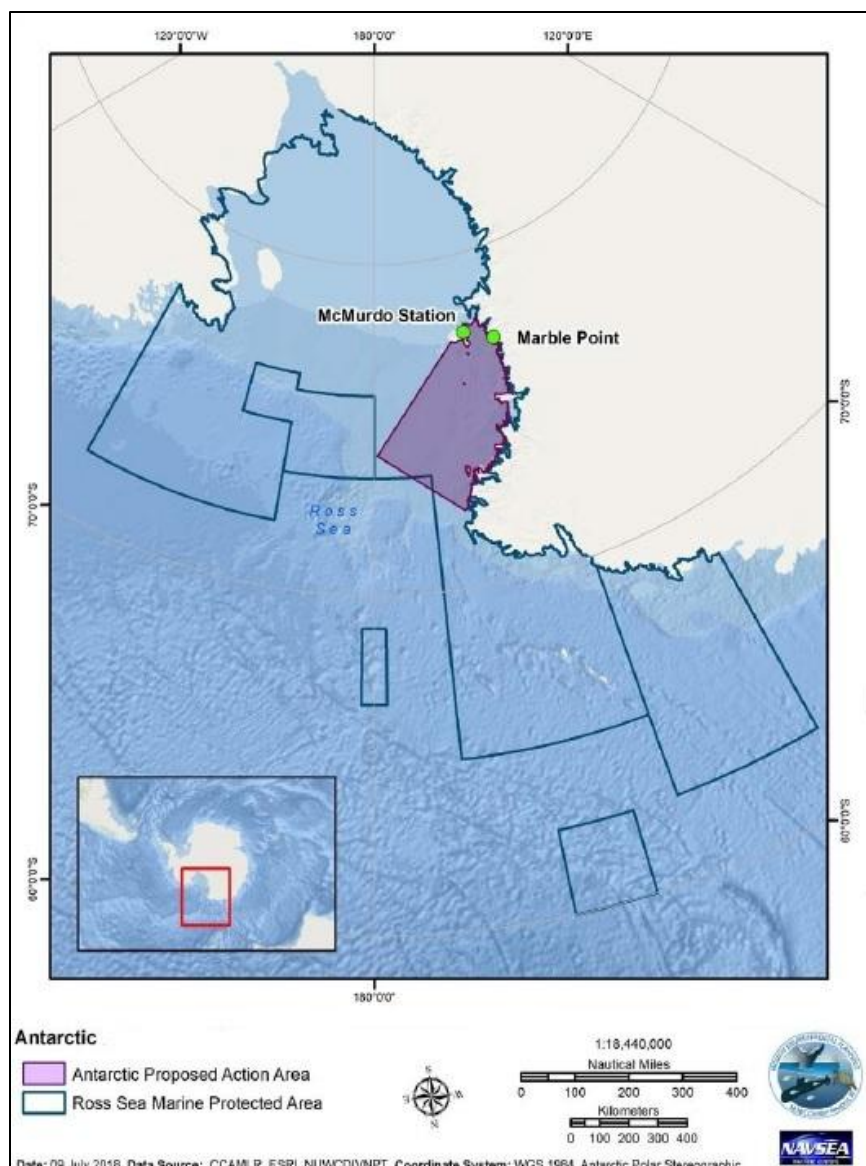 120°0'0"W 180°0'0" 120°0'0"E
McMurdo Station
Marble Point
70°0'0"S
70°0'0"S
Ross
Sea
60°0'0"S
60°0'0"S
180°0'0"
Antarctic
Antarctic Proposed Action Area
Ross Sea Marine Protected Area
1:18,440,000
Nautical Miles
0 100 200 300 400
Kilometers
0 100 200 300 400
N
E
S
W
NAVSEA
Date: 09 July 2018 Data Source: CCAMLR, ESRI, NUWCDIVNPT Coordinate System: WGS 1984 Antarctic Polar Stereographic